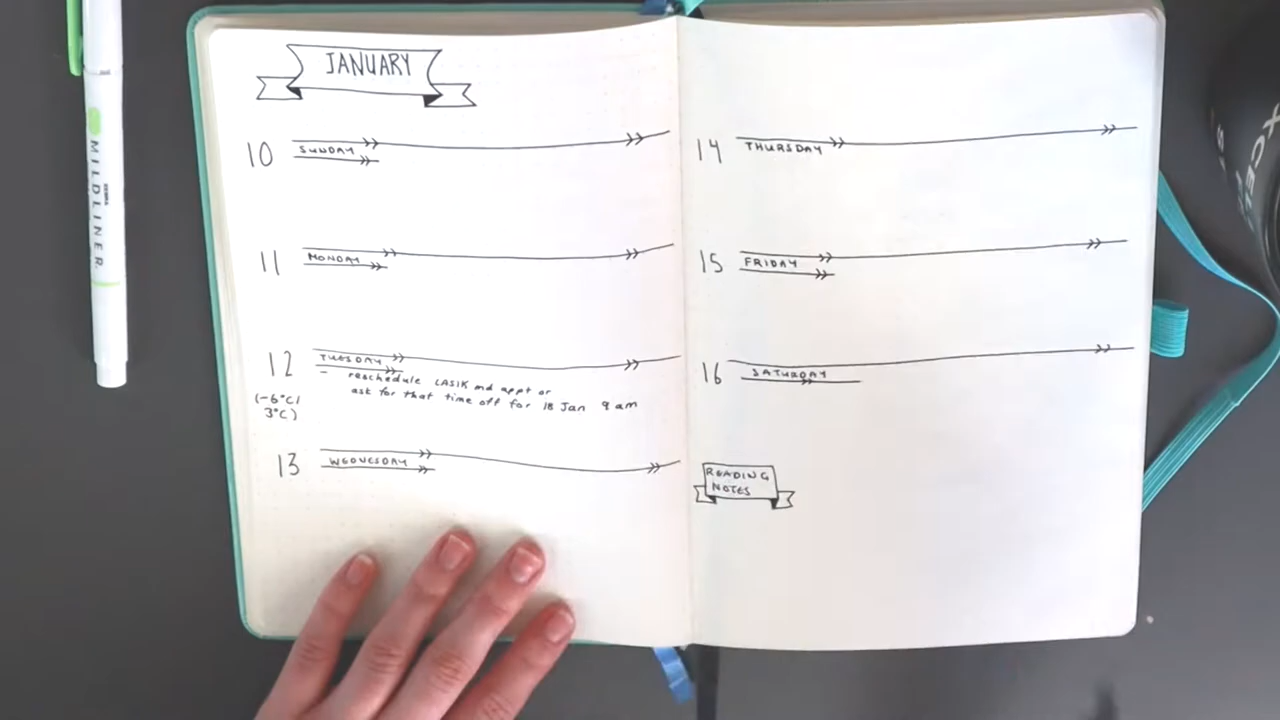 JANUARY
10 SUNDAY
11 MONDAY
12 TUESDAY
- reschedule LASIK md appt or
ask for that time off for 18 Jan 9 am
(-6°C/
3°C)
13 WEDNESDAY
14 THURSDAY
15 FRIDAY
16 SATURDAY
READING
NOTES
ZEBRA
MILDLINER